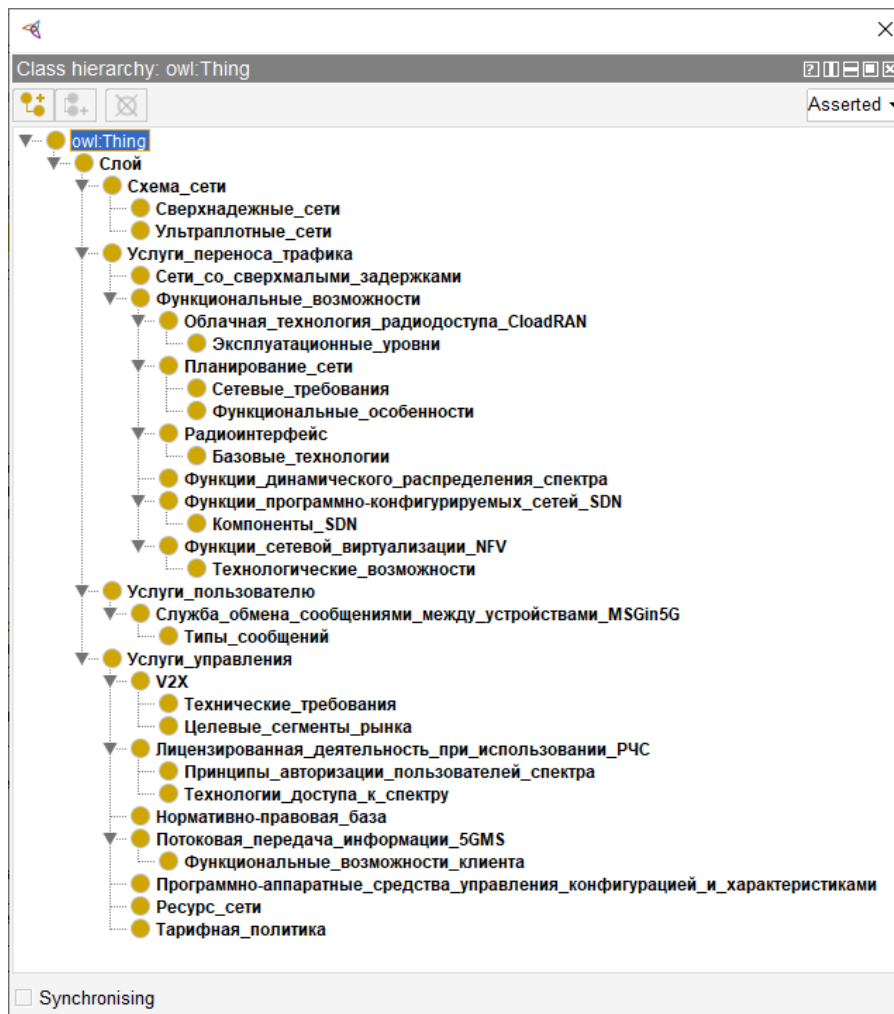 Class hierarchy: owl:Thing
Asserted
owl:Thing
Слой
Схема_сети
Сверхнадежные_сети
Ультраплотные_сети
Услуги_переноса_трафика
Сети_со_сверхмалыми_задержками
Функциональные_возможности
Облачная_технология_радиодоступа_CloadRAN
Эксплуатационные_уровни
Планирование_сети
Сетевые_требования
Функциональные_особенности
Радиоинтерфейс
Базовые_технологии
Функции_динамического_распределения_спектра
Функции_программно-конфигурируемых_сетей_SDN
Компоненты_SDN
Функции_сетевой_виртуализации_NFV
Технологические_возможности
Услуги_пользователю
Служба_обмена_сообщениями_между_устройствами_MSGin5G
Типы_сообщений
Услуги_управления
V2X
Технические_требования
Целевые_сегменты_рынка
Лицензированная_деятельность_при_использовании_РЧС
Принципы_авторизации_пользователей_спектра
Технологии_доступа_к_спектру
Нормативно-правовая_база
Потоковая_передача_информации_5GMS
Функциональные_возможности_клиента
Программно-аппаратные_средства_управления_конфигурацией_и_характеристиками
Ресурс_сети
Тарифная_политика
Synchronising